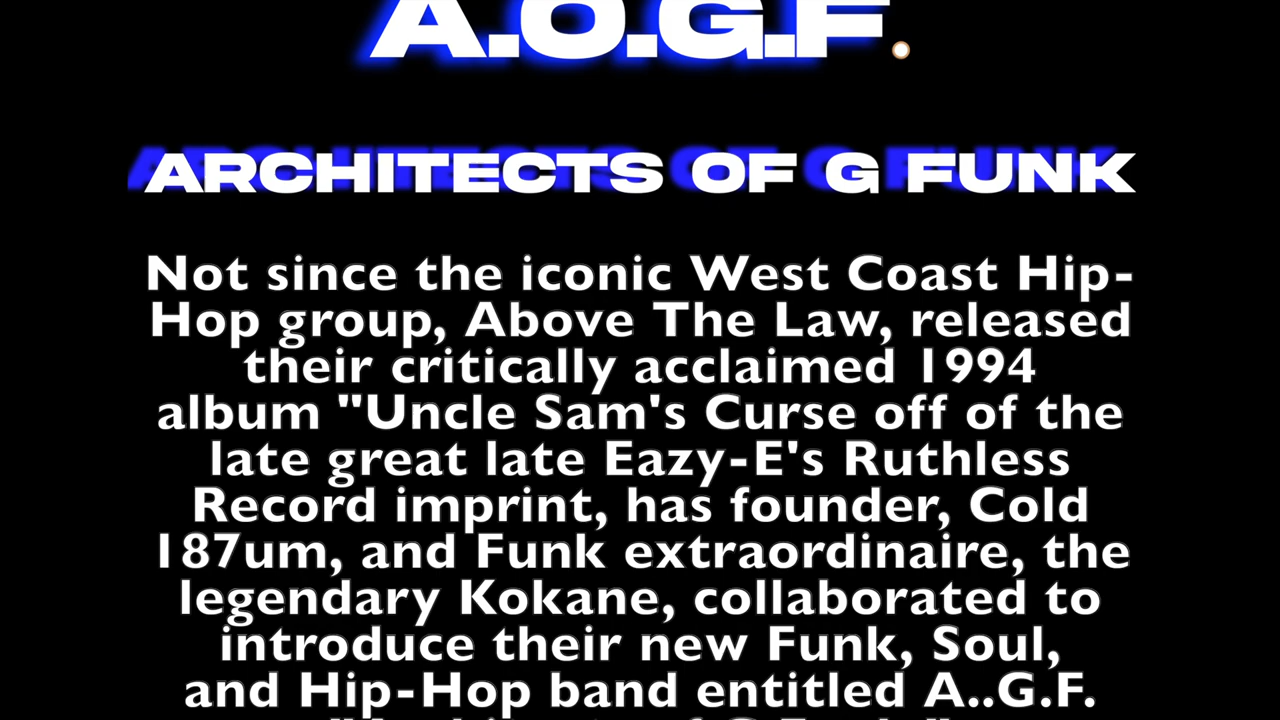 A.O.G.F.
ARCHITECTS OF G FUNK
Not since the iconic West Coast Hip-
Hop group, Above The Law, released
their critically acclaimed 1994
album "Uncle Sam's Curse off of the
late great late Eazy-E's Ruthless
Record imprint, has founder, Cold
187um, and Funk extraordinaire, the
legendary Kokane, collaborated to
introduce their new Funk, Soul,
and Hip-Hop band entitled A..G.F.